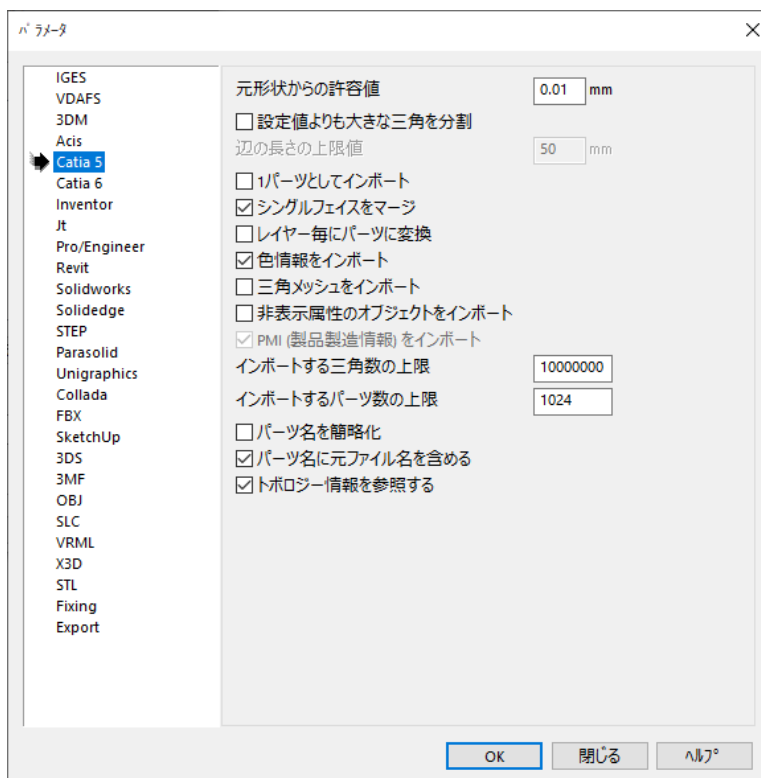 パラメータ
IGES
VDAFS
3DM
Acis
Catia 5
Catia 6
Inventor
Jt
Pro/Engineer
Revit
Solidworks
Solidedge
STEP
Parasolid
Unigraphics
Collada
FBX
SketchUp
3DS
3MF
OBJ
SLC
VRML
X3D
STL
Fixing
Export
元形状からの許容値 0.01 mm
設定値よりも大きな三角を分割
辺の長さの上限値 50 mm
1パーツとしてインポート
シングルフェイスをマージ
レイヤー毎にパーツに変換
色情報をインポート
三角メッシュをインポート
非表示属性のオブジェクトをインポート
PMI (製品製造情報) をインポート
インポートする三角数の上限 10000000
インポートするパーツ数の上限 1024
パーツ名を簡略化
パーツ名に元ファイル名を含める
トポロジー情報を参照する
OK 閉じる ヘルプ